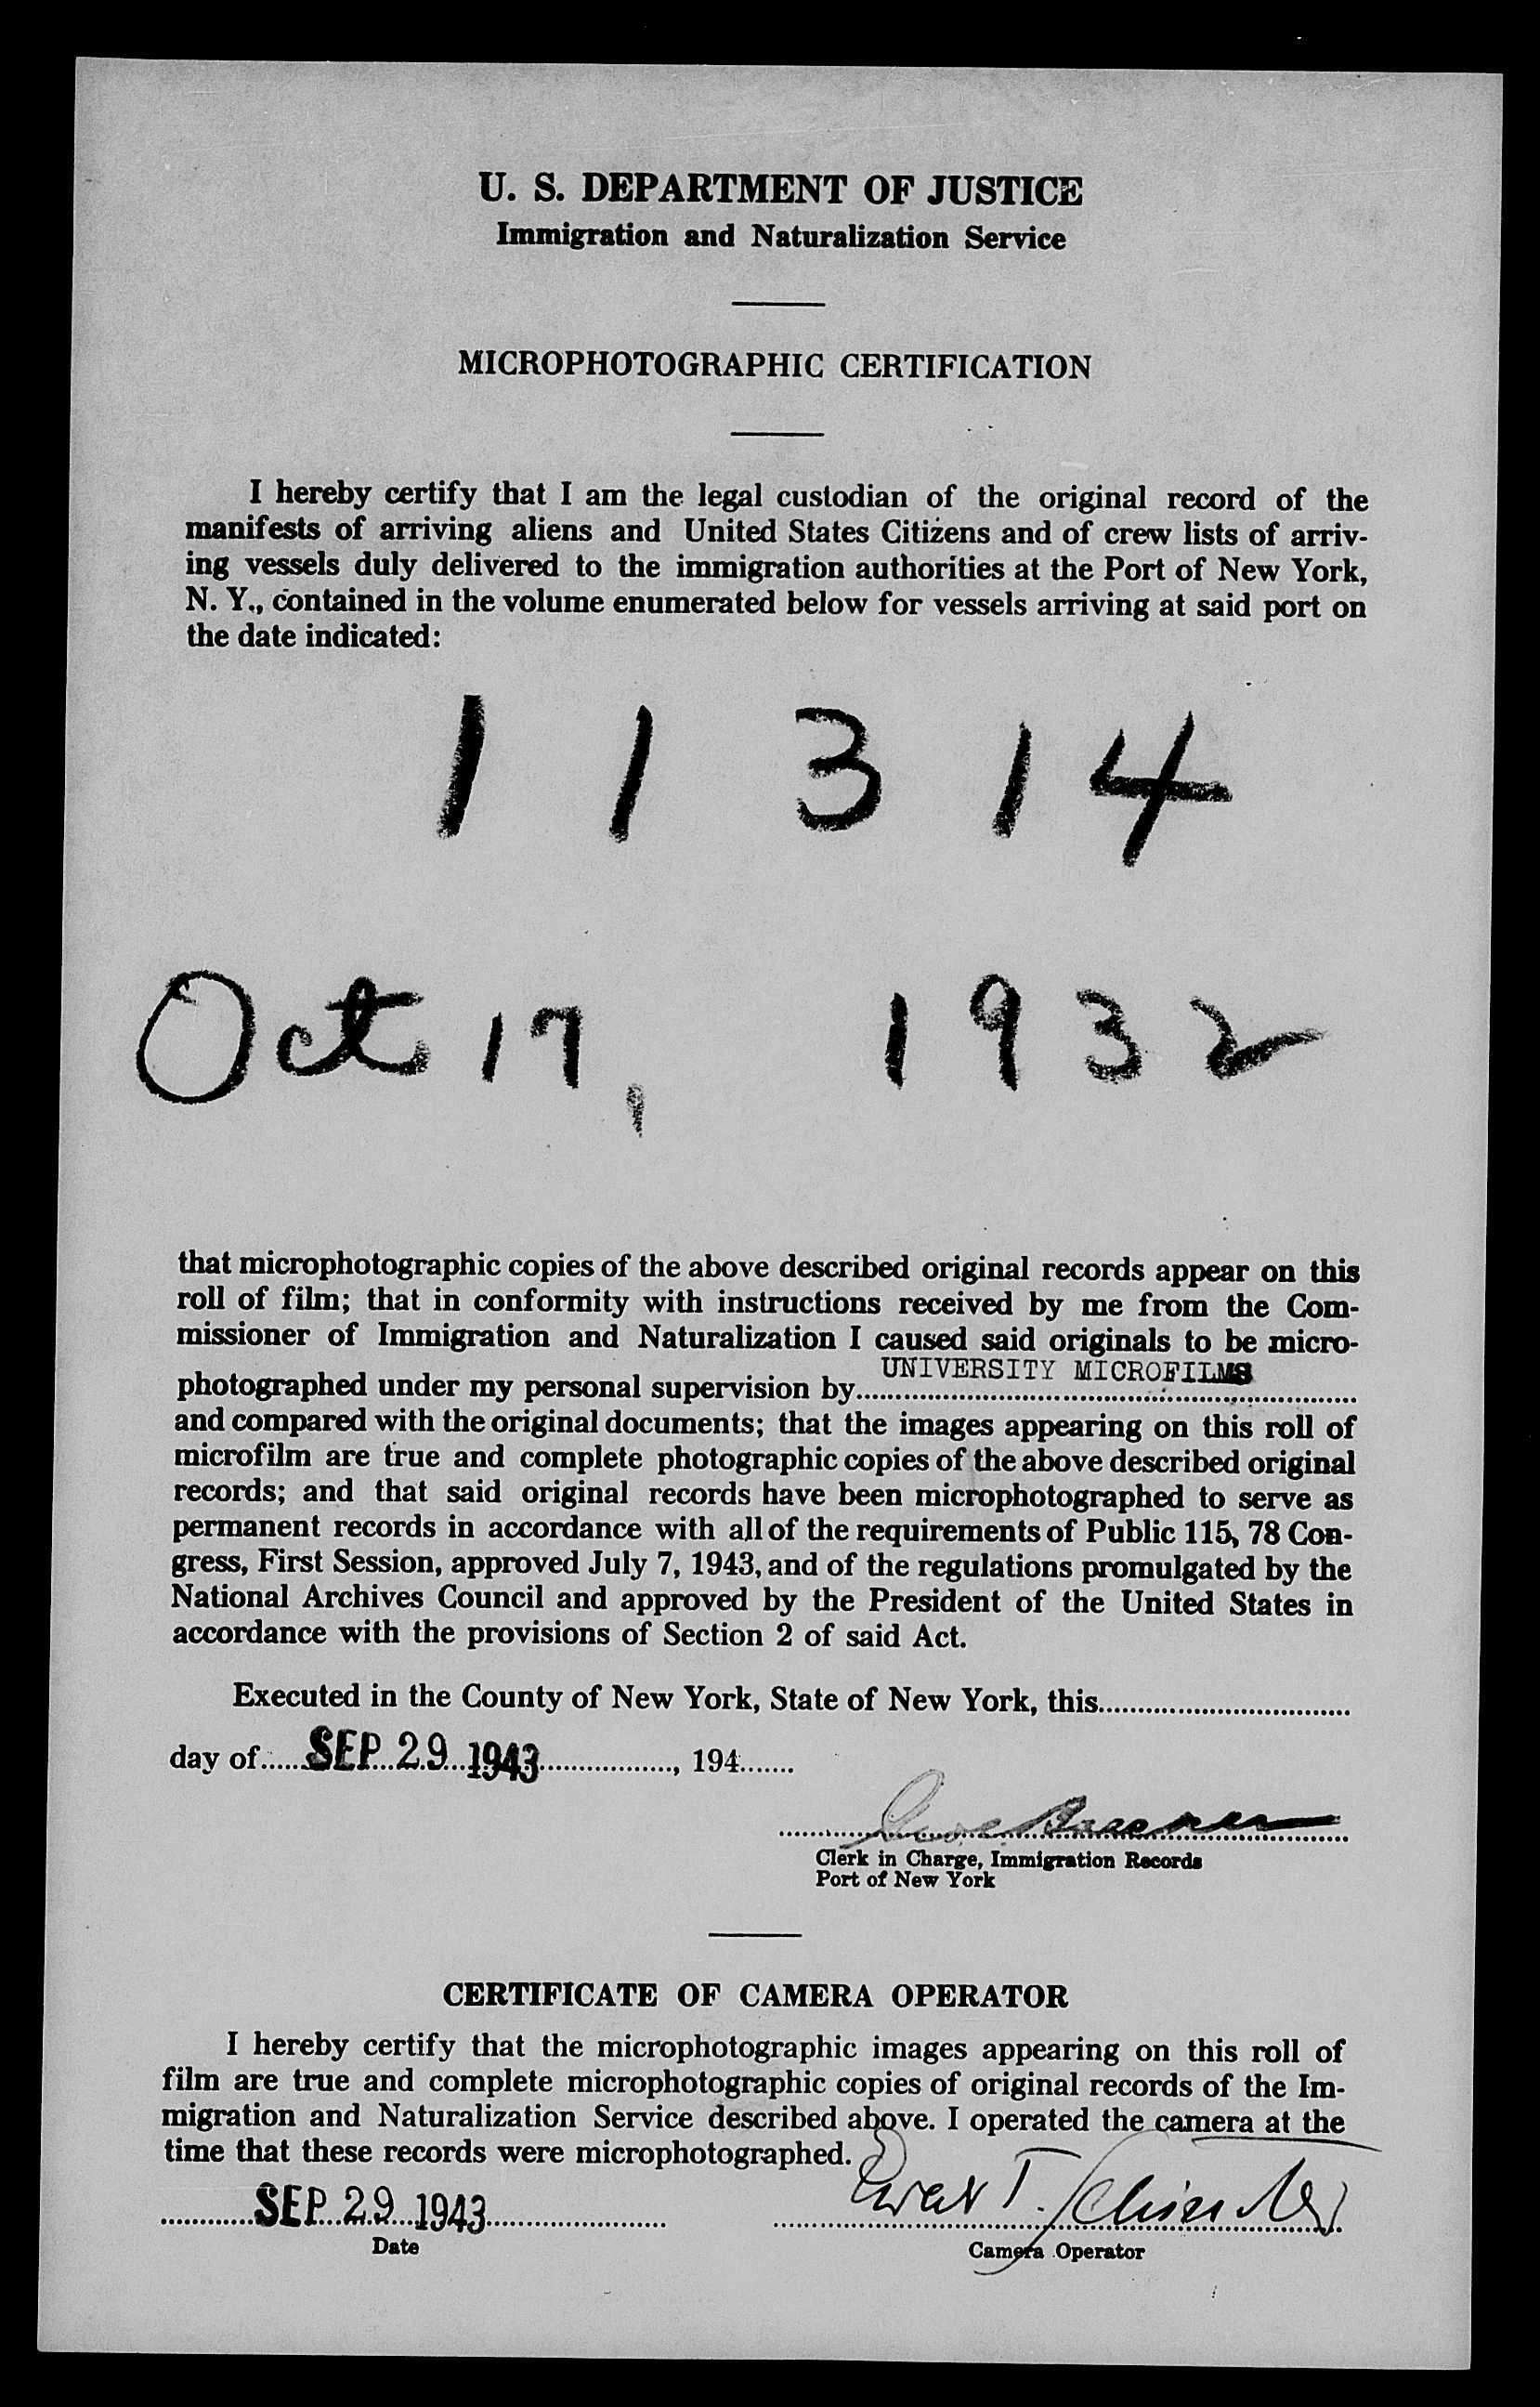 U. S. DEPARTMENT OF JUSTICE
Immigration and Naturalization Service
MICROPHOTOGRAPHIC CERTIFICATION
I hereby certify that I am the legal custodian of the original record of the
manifests of arriving aliens and United States Citizens and of crew lists of arriv-
ing vessels duly delivered to the immigration authorities at the Port of New York,
N. Y., contained in the volume enumerated below for vessels arriving at said port on
the date indicated:
1 1 3 1 4
Oct 17, 1932
that microphotographic copies of the above described original records appear on this
roll of film; that in conformity with instructions received by me from the Com-
missioner of Immigration and Naturalization I caused said originals to be micro-
photographed under my personal supervision by UNIVERSITY MICROFILMS
and compared with the original documents; that the images appearing on this roll of
microfilm are true and complete photographic copies of the above described original
records; and that said original records have been microphotographed to serve as
permanent records in accordance with all of the requirements of Public 115, 78 Con-
gress, First Session, approved July 7, 1943, and of the regulations promulgated by the
National Archives Council and approved by the President of the United States in
accordance with the provisions of Section 2 of said Act.
Executed in the County of New York, State of New York, this
day of SEP 29 1943, 194
Clerk in Charge, Immigration Records
Port of New York
CERTIFICATE OF CAMERA OPERATOR
I hereby certify that the microphotographic images appearing on this roll of
film are true and complete microphotographic copies of original records of the Im-
migration and Naturalization Service described above. I operated the camera at the
time that these records were microphotographed.
SEP 29 1943
Date
Camera Operator